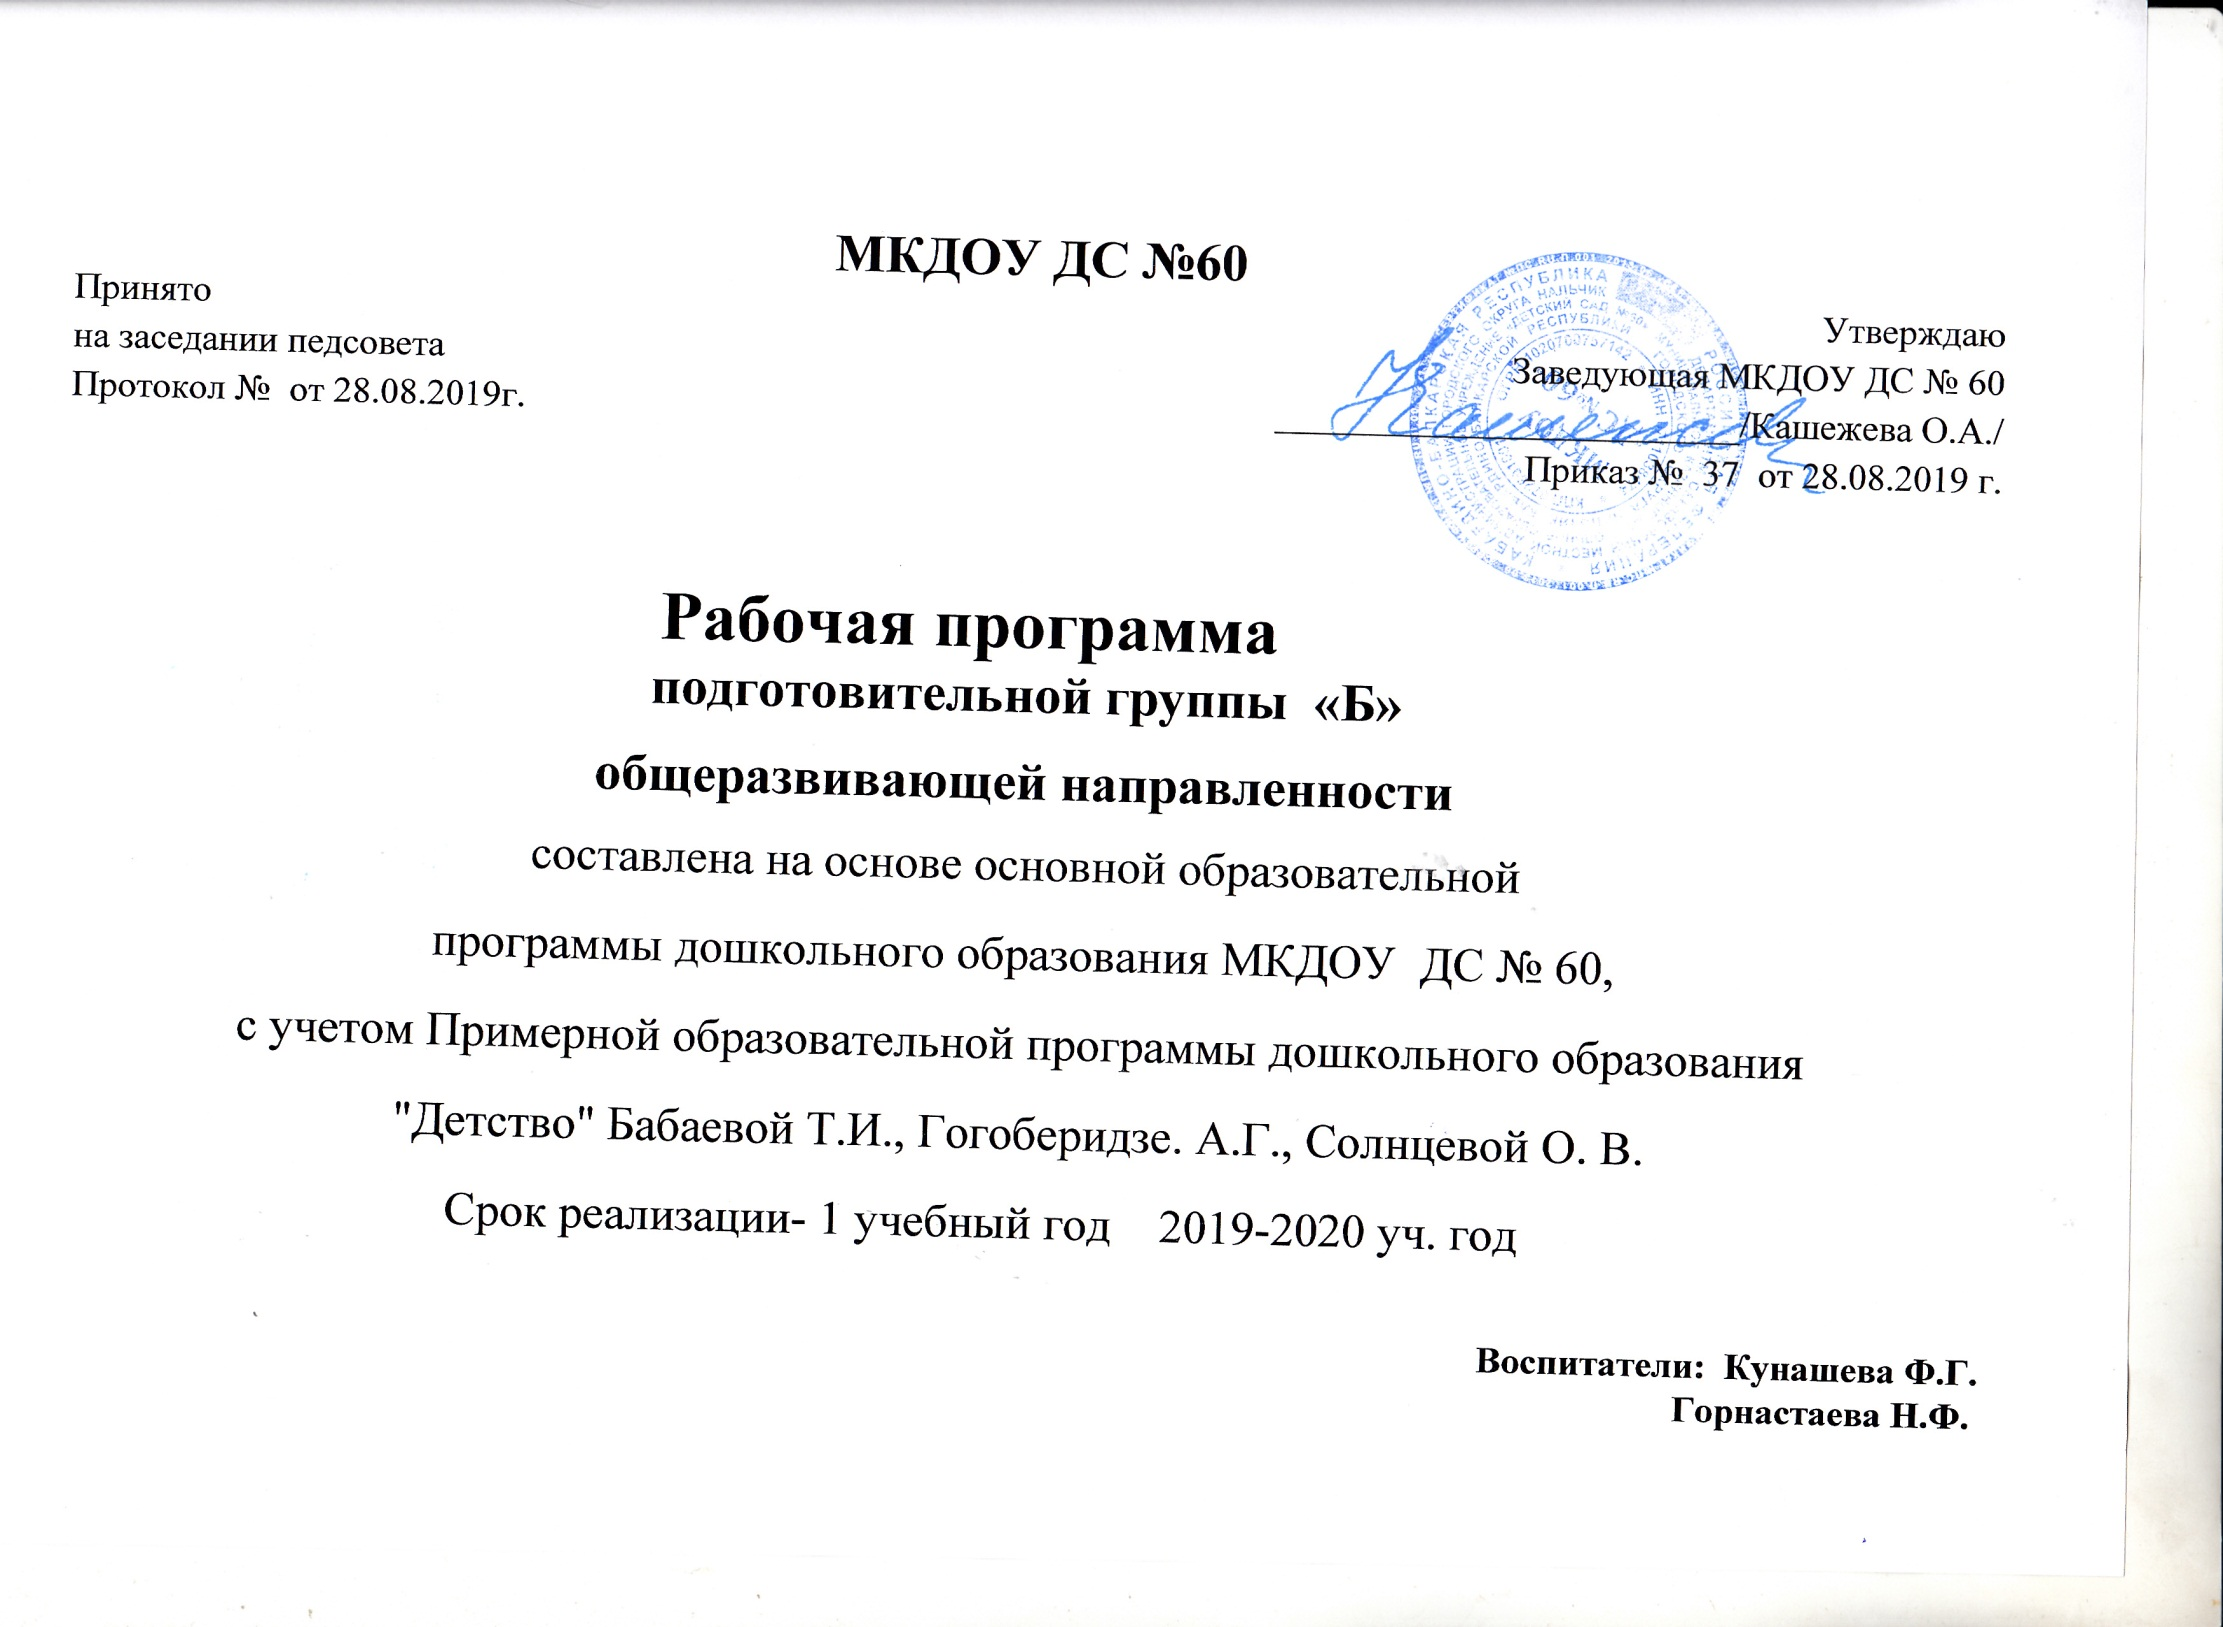 МКДОУ ДС №60
Принято
на заседании педсовета
Протокол №  от 28.08.2019г.
Утверждаю
Заведующая МКДОУ ДС № 60
/Кашежева О.А./
Приказ №  37  от 28.08.2019 г.
Рабочая программа
подготовительной группы  «Б»
общеразвивающей направленности
составлена на основе основной образовательной
программы дошкольного образования МКДОУ  ДС № 60,
с учетом Примерной образовательной программы дошкольного образования
"Детство" Бабаевой Т.И., Гогоберидзе. А.Г., Солнцевой О. В.
Срок реализации- 1 учебный год    2019-2020 уч. год
Воспитатели:  Кунашева Ф.Г.
Горнастаева Н.Ф.